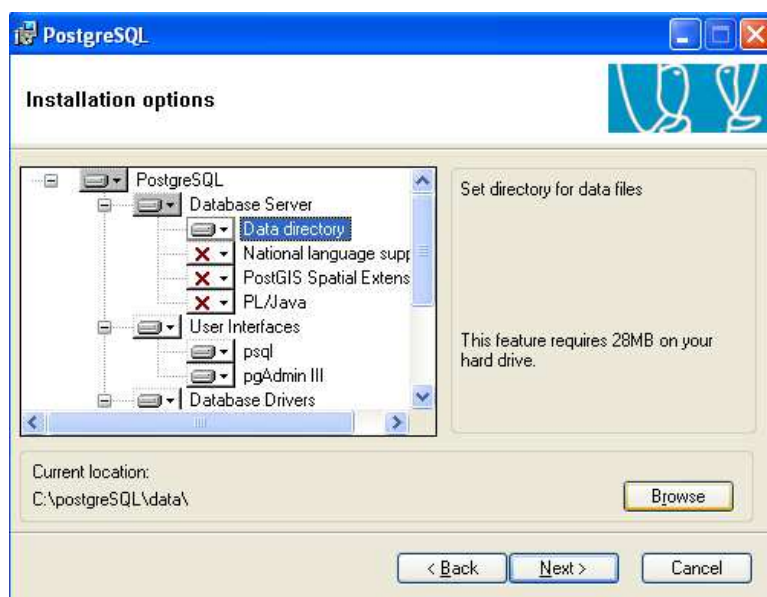 PostgreSQL
Installation options
PostgreSQL
Database Server
Data directory
National language supp
PostGIS Spatial Extens
PL/Java
User Interfaces
psql
pgAdmin III
Database Drivers
Set directory for data files
This feature requires 28MB on your
hard drive.
Current location:
C:\postgreSQL\data\
Browse
< Back
Next >
Cancel